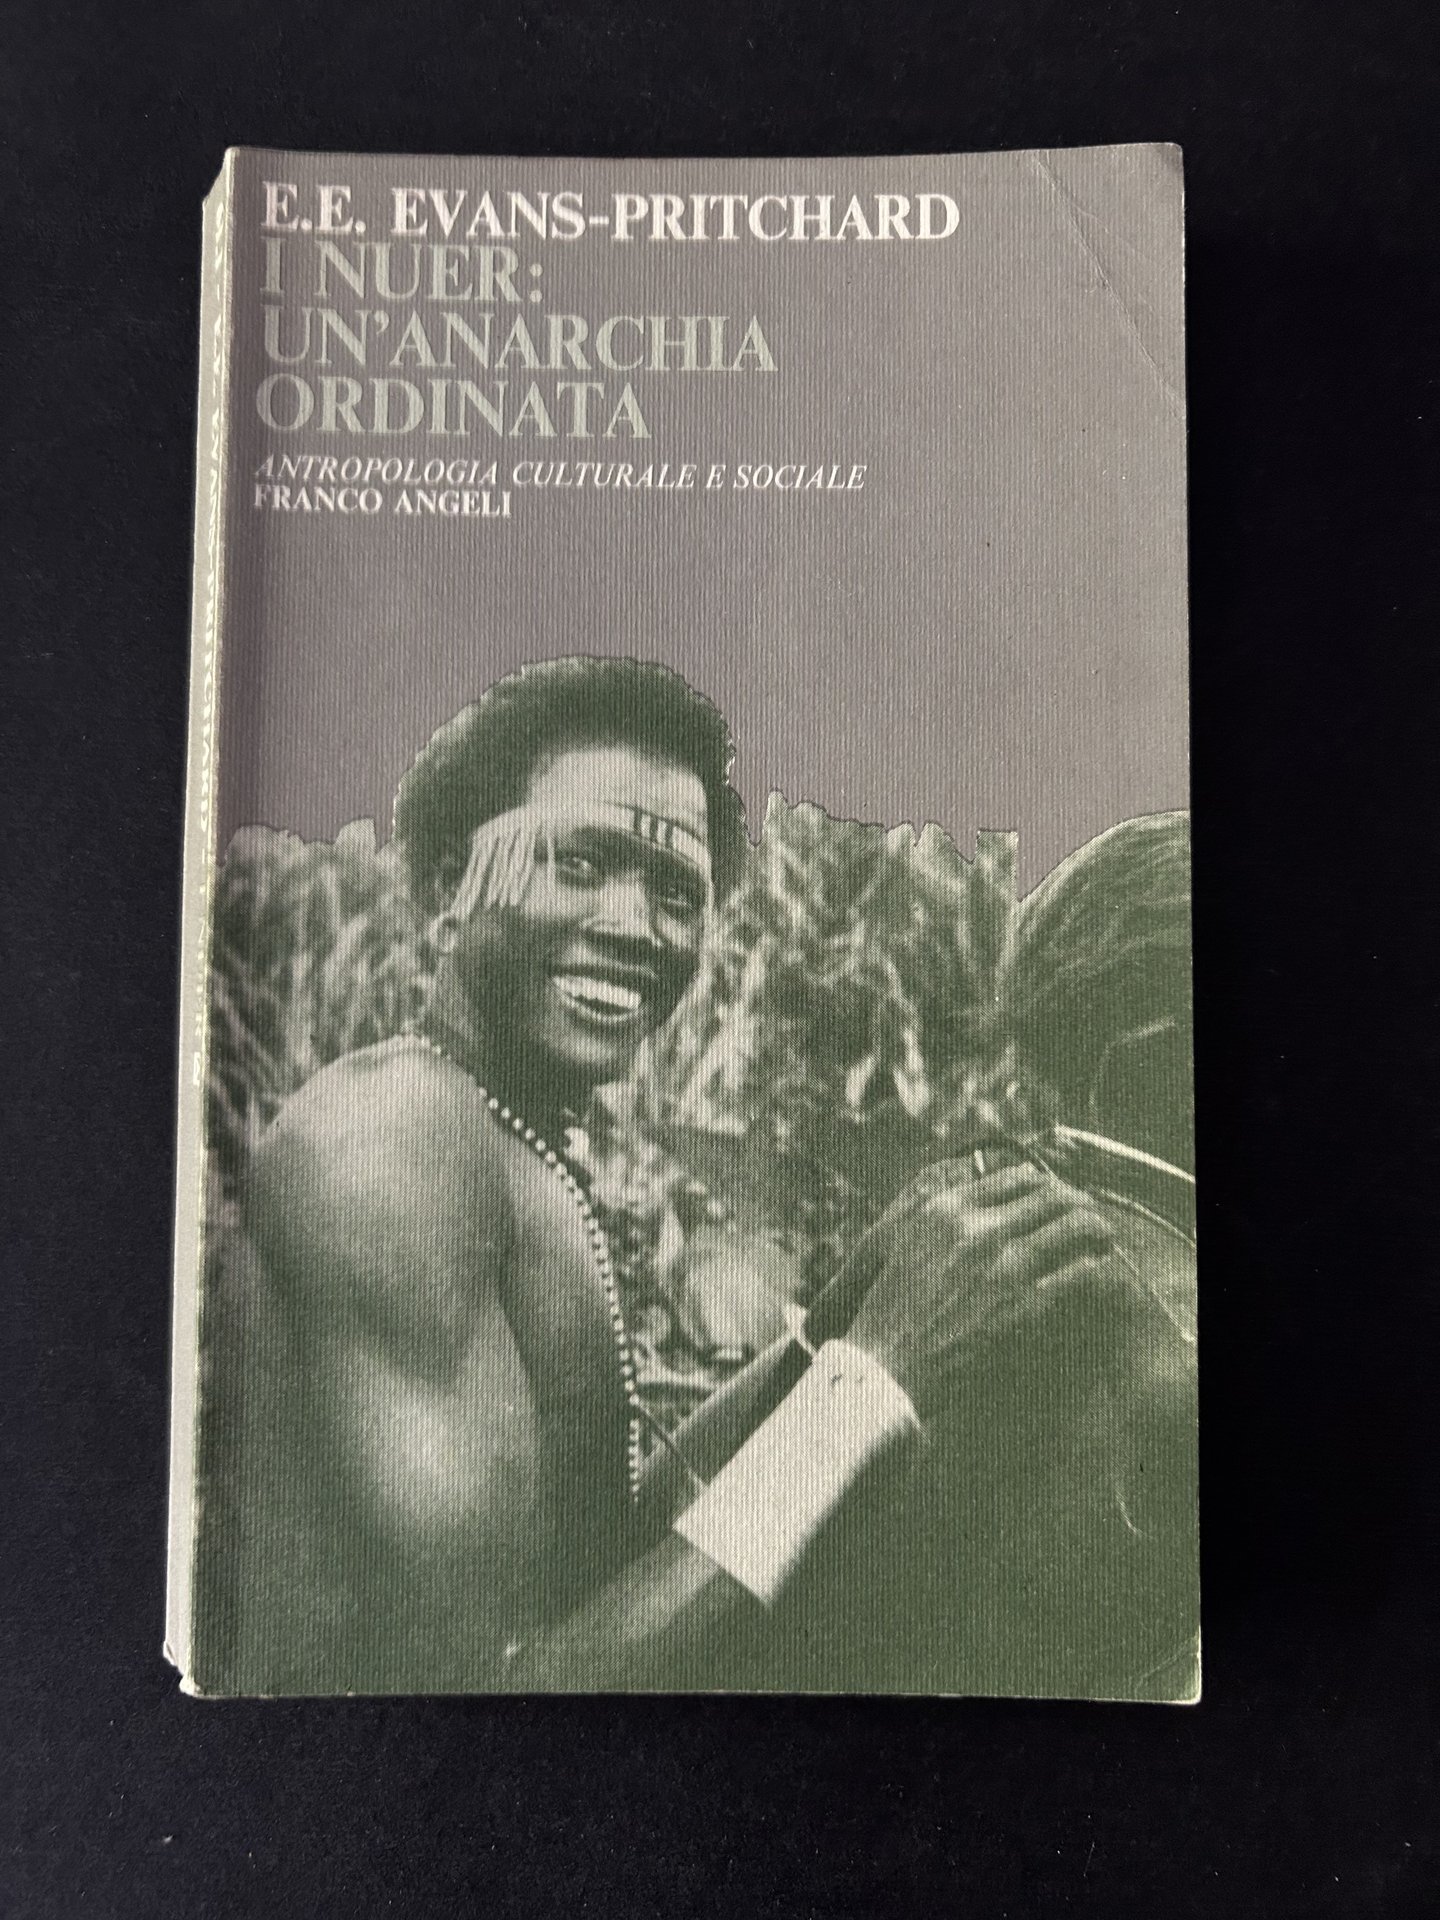 E.E. EVANS-PRITCHARD
I NUER:
UN'ANARCHIA
ORDINATA
ANTROPOLOGIA CULTURALE E SOCIALE
FRANCO ANGELI